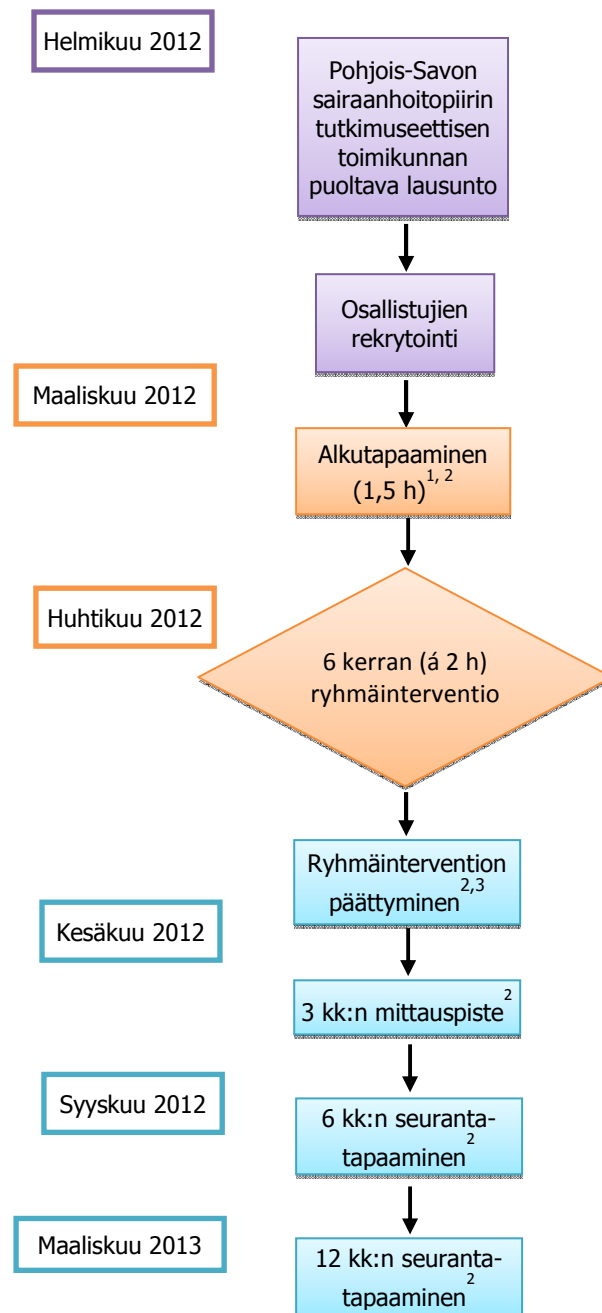 Helmikuu 2012
Pohjois-Savon
sairaanhoitopiirin
tutkimuseettisen
toimikunnan
puoltava lausunto
Osallistujien
rekrytointi
Maaliskuu 2012
Alkutapaaminen
(1,5 h)1, 2
Huhtikuu 2012
6 kerran (á 2 h)
ryhmäinterventio
Ryhmäintervention
päättyminen2,3
Kesäkuu 2012
3 kk:n mittauspiste2
Syyskuu 2012
6 kk:n seuranta-
tapaaminen2
Maaliskuu 2013
12 kk:n seuranta-
tapaaminen2